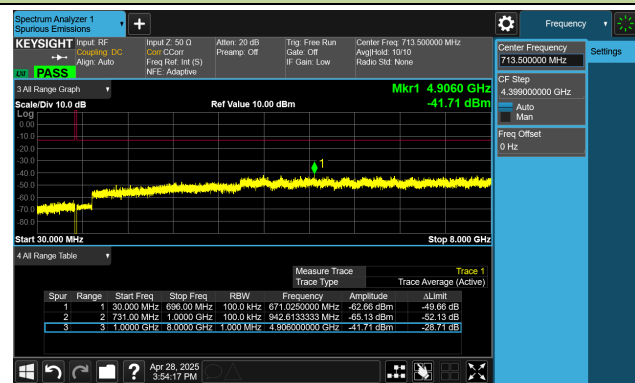 Spectrum Analyzer 1
Spurious Emissions
Frequency
KEYSIGHT
Input: RF
Coupling: DC
Align: Auto
Input Z: 50 Ω
Corr CCorr
Freq Ref: Int (S)
NFE: Adaptive
Atten: 20 dB
Preamp: Off
Trig: Free Run
Gate: Off
IF Gain: Low
Center Freq: 713.500000 MHz
Avg|Hold: 10/10
Radio Std: None
PASS
Center Frequency
713.500000 MHz
Settings
CF Step
4.399000000 GHz
Auto
Man
Freq Offset
0 Hz
3 All Range Graph
Mkr1 4.9060 GHz
-41.71 dBm
Scale/Div 10.0 dB
Ref Value 10.00 dBm
Log
0.00
-10.0
-20.0
-30.0
-40.0
-50.0
-60.0
-70.0
-80.0
1
Start 30.000 MHz
Stop 8.000 GHz
4 All Range Table
Measure Trace Trace 1
Trace Type Trace Average (Active)
Spur Range Start Freq Stop Freq RBW Frequency Amplitude ΔLimit
1 1 30.000 MHz 696.00 MHz 100.0 kHz 671.0250000 MHz -62.66 dBm -49.66 dB
2 2 731.00 MHz 1.0000 GHz 100.0 kHz 942.6133333 MHz -65.13 dBm -52.13 dB
3 3 1.0000 GHz 8.0000 GHz 1.000 MHz 4.906000000 GHz -41.71 dBm -28.71 dB
Apr 28, 2025
3:54:17 PM